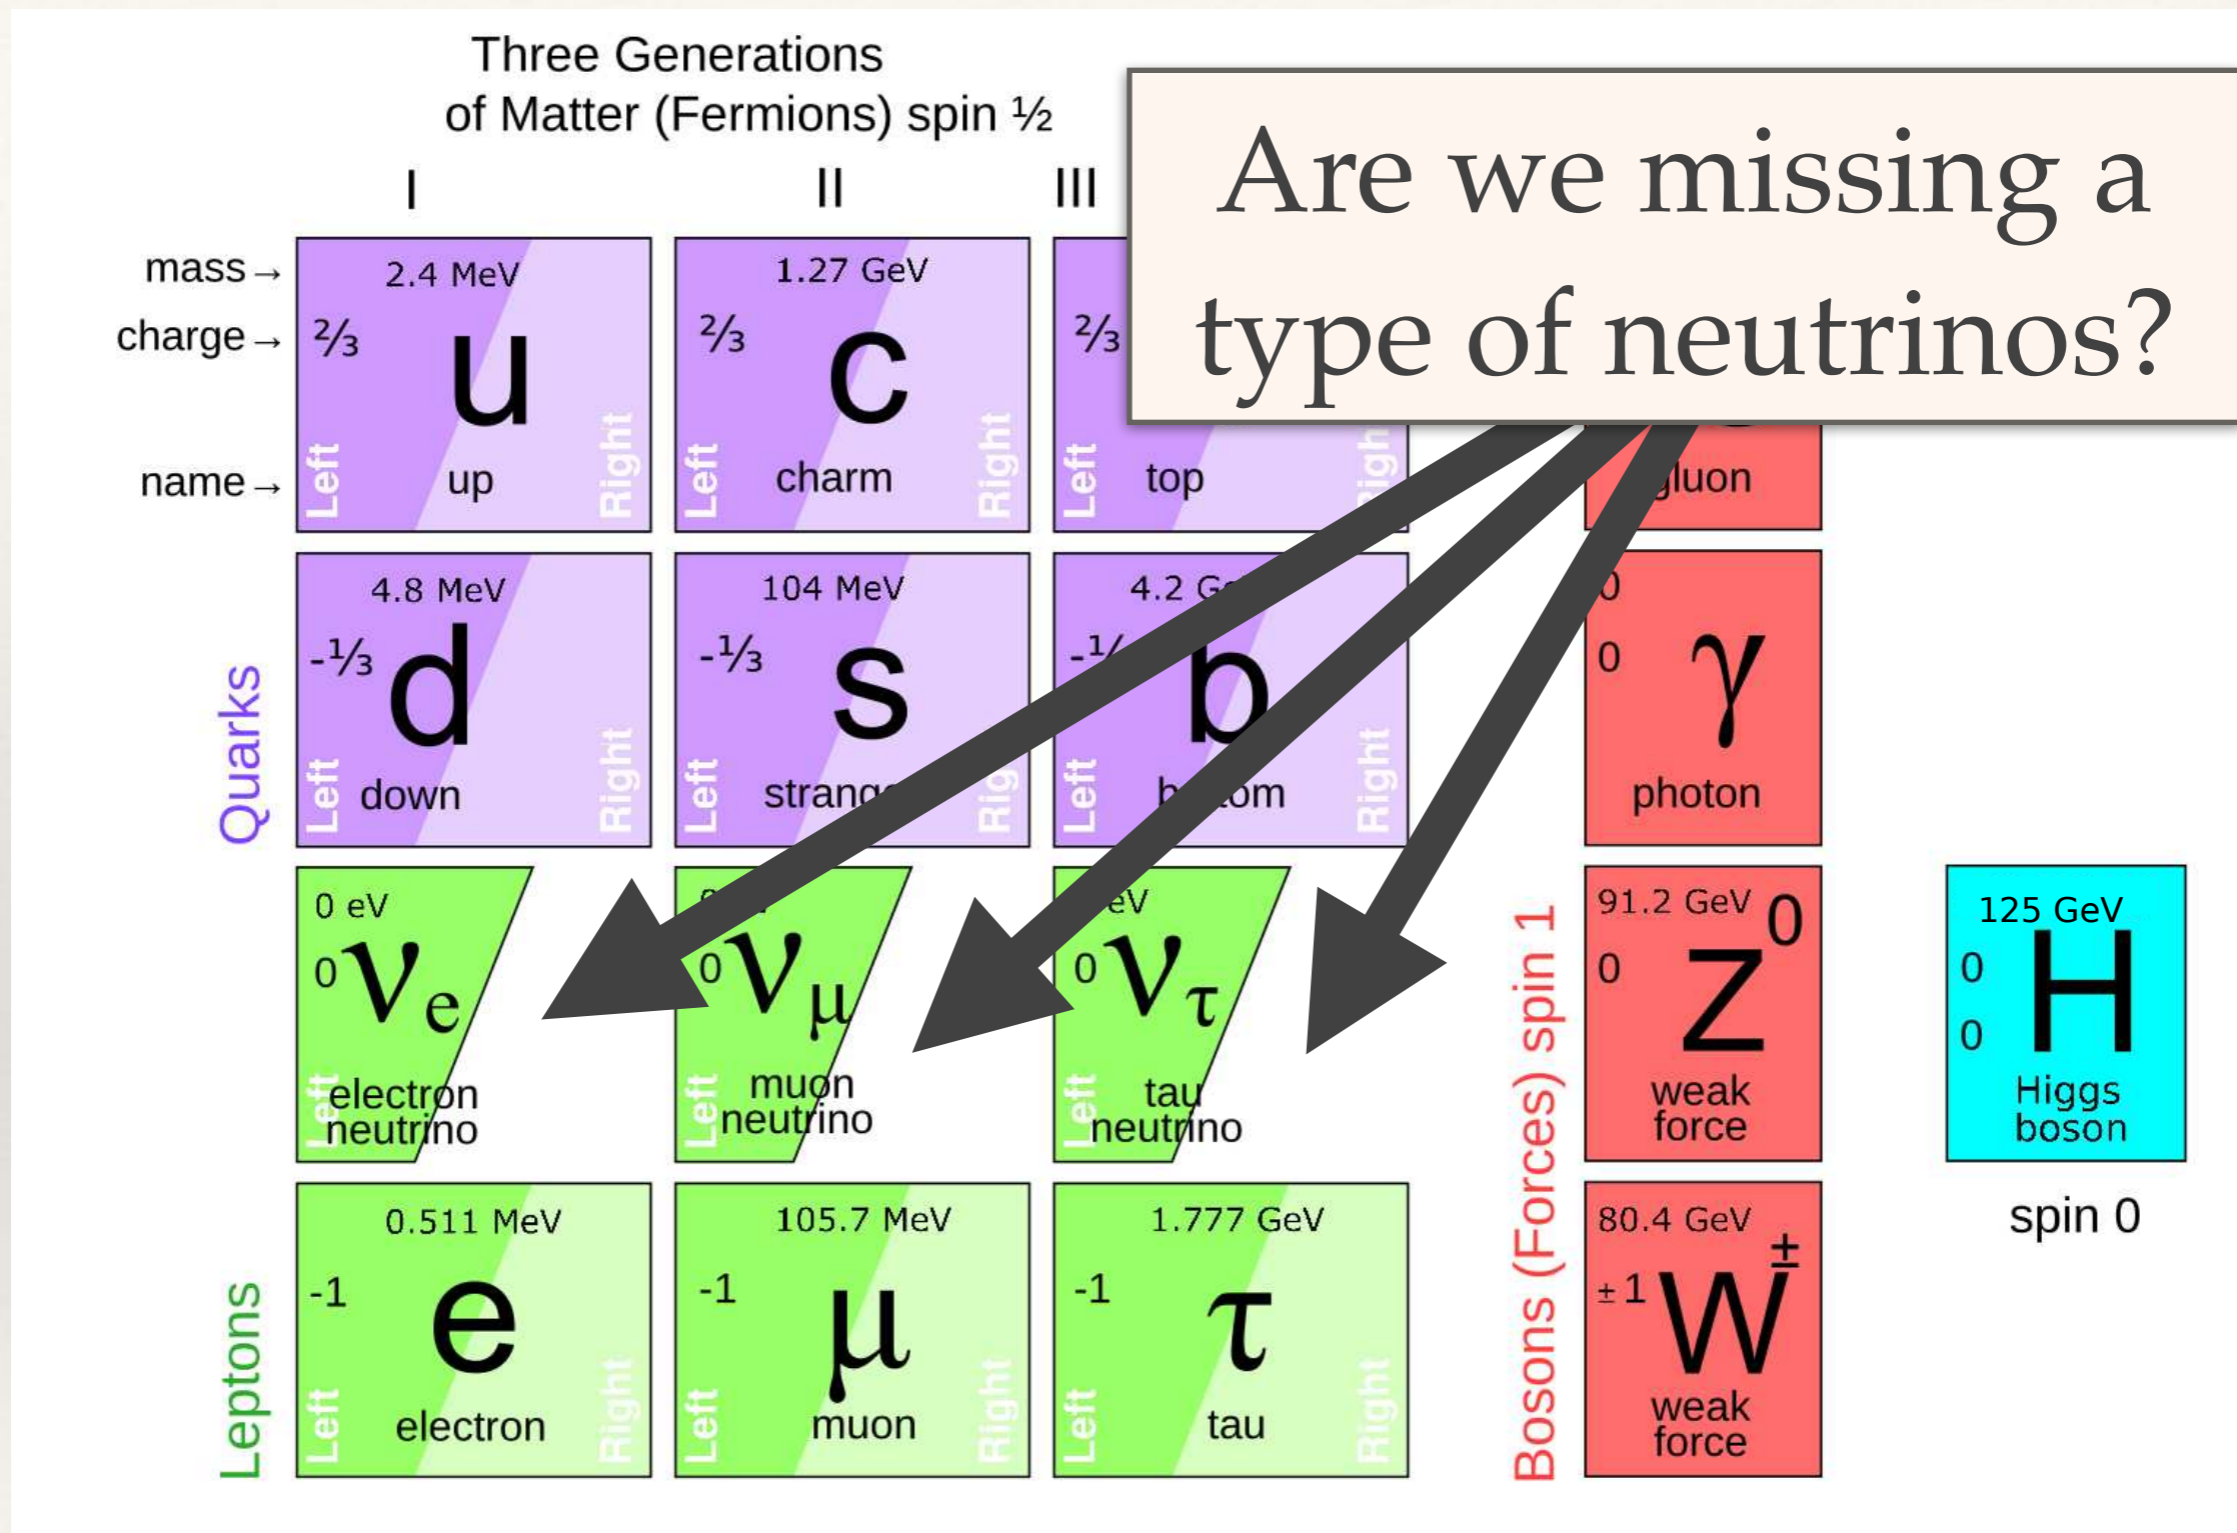 Three Generations
of Matter (Fermions) spin ½
Are we missing a
type of neutrinos?
I II III
mass→
charge→
name→
2.4 MeV
⅔
u
Left
up
Right
1.27 GeV
⅔
c
Left
charm
Right
⅔
Left
top
gluon
Quarks
4.8 MeV
-⅓
d
Left
down
Right
104 MeV
-⅓
s
Left
4.2
b
Left
Right
0
0
γ
photon
0 eV
0
νe
Left
electron
neutrino
0
νμ
Left
muon
neutrino
eV
0
ντ
Left
tau
neutrino
Bosons (Forces) spin 1
91.2 GeV
0
Z0
weak
force
125 GeV
0
0
H
Higgs
boson
spin 0
Leptons
0.511 MeV
-1
e
Left
electron
Right
105.7 MeV
-1
μ
Left
muon
Right
1.777 GeV
-1
τ
Left
tau
Right
80.4 GeV
±1
W±
weak
force